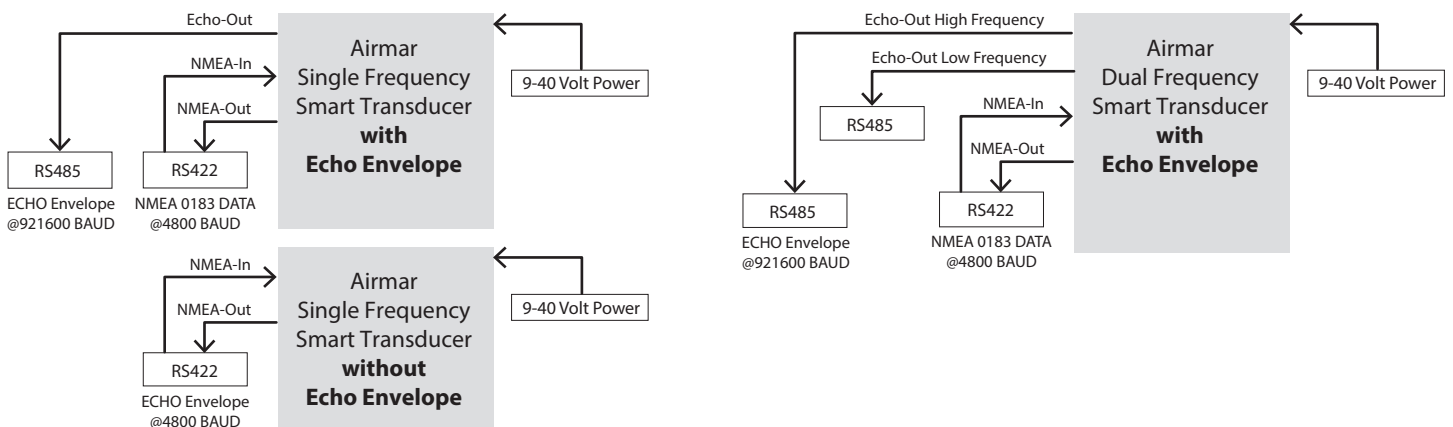 Echo-Out
NMEA-In
NMEA-Out
RS485
ECHO Envelope
@921600 BAUD
RS422
NMEA 0183 DATA
@4800 BAUD
Airmar
Single Frequency
Smart Transducer
with
Echo Envelope
9-40 Volt Power
NMEA-In
NMEA-Out
RS422
ECHO Envelope
@4800 BAUD
Airmar
Single Frequency
Smart Transducer
without
Echo Envelope
9-40 Volt Power
Echo-Out High Frequency
Echo-Out Low Frequency
RS485
NMEA-In
NMEA-Out
RS485
ECHO Envelope
@921600 BAUD
RS422
NMEA 0183 DATA
@4800 BAUD
Airmar
Dual Frequency
Smart Transducer
with
Echo Envelope
9-40 Volt Power